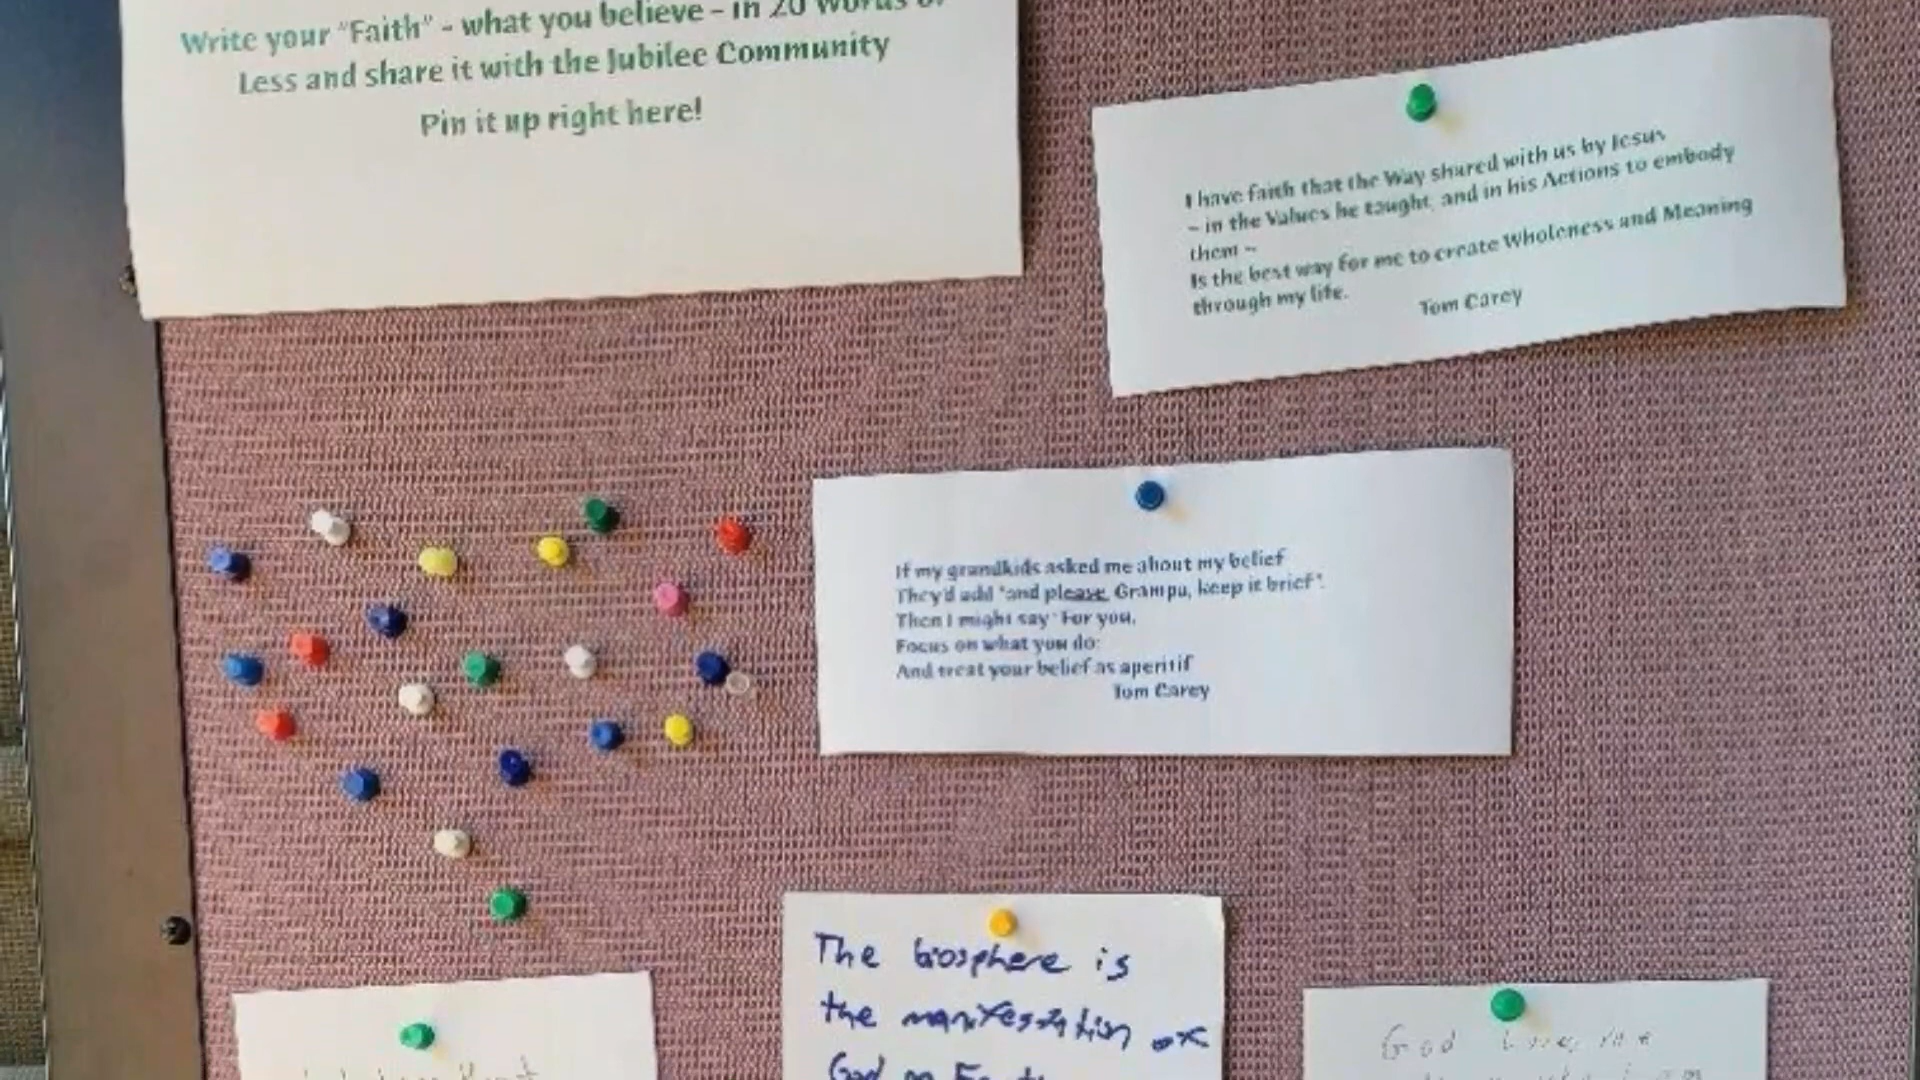 Write your "Faith" - what you believe - in 20 Words or
Less and share it with the Jubilee Community
Pin it up right here!
I have faith that the Way shared with us by Jesus
- in the Values he taught, and in his Actions to embody
them -
Is the best way for me to create Wholeness and Meaning
through my life.
Tom Carey
If my grandkids asked me about my belief
They'd add "and please, Grampa, keep it brief".
Then I might say "For you,
Focus on what you do:
And treat your belief as aperitif
Tom Carey
The biosphere is
the manifestation of
God on
God